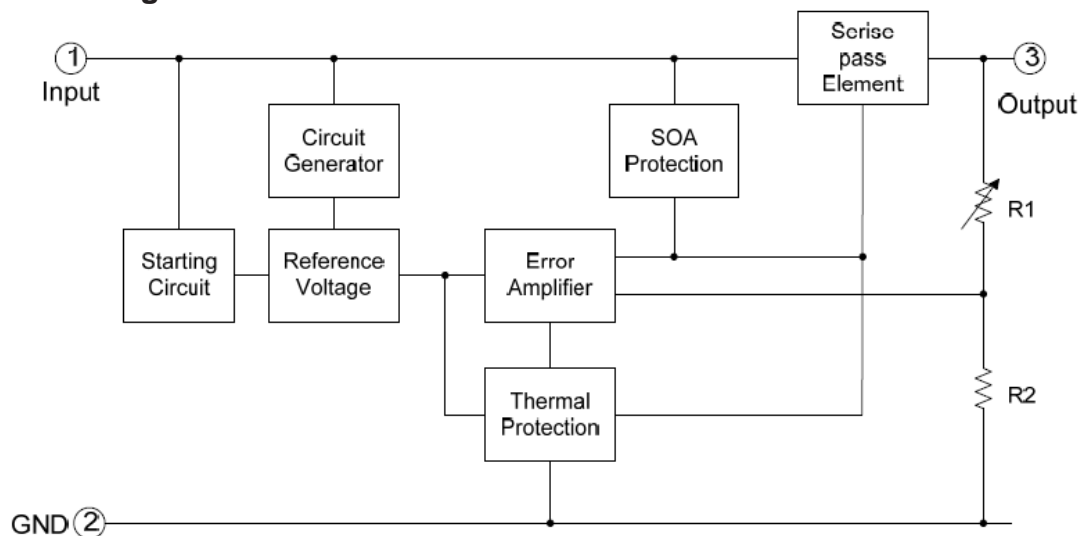 1
Input
Serise
pass
Element
3
Output
Circuit
Generator
SOA
Protection
R1
Starting
Circuit
Reference
Voltage
Error
Amplifier
Thermal
Protection
R2
GND 2